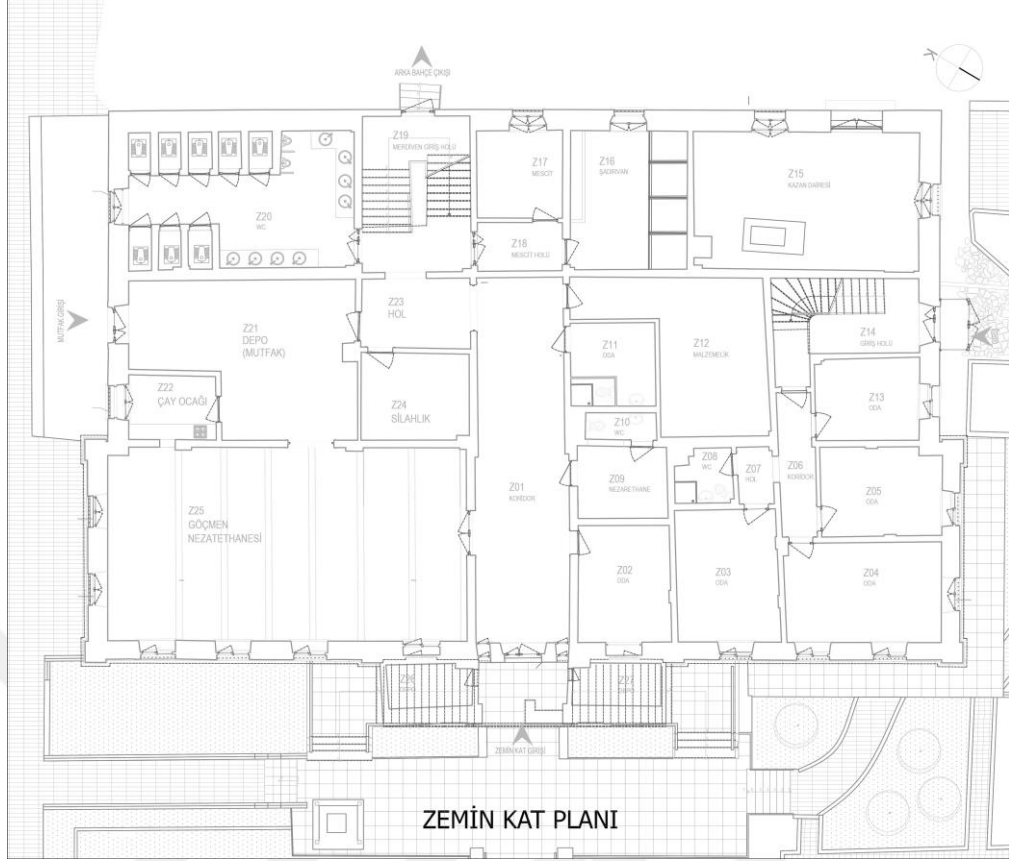 ARKA BAHÇE ÇIKIŞI
K
Z19
MERDİVEN GİRİŞ HOLÜ
Z17
MESCİT
Z16
ŞADIRVAN
Z15
KAZAN DAİRESİ
Z20
WC
Z18
MESCİT HOLÜ
MUTFAK GİRİŞİ
Z23
HOL
Z21
DEPO
(MUTFAK)
Z11
ODA
Z12
MALZEMELİK
Z14
GİRİŞ HOLÜ
Z22
ÇAY OCAĞI
Z24
SİLAHLIK
Z13
ODA
Z10
WC
Z08
WC
Z07
HOL
Z06
KORİDOR
Z09
NEZARETHANE
Z01
KORİDOR
Z05
ODA
Z25
GÖÇMEN
NEZATETHANESİ
Z02
ODA
Z03
ODA
Z04
ODA
Z26
DEPO
Z27
DEPO
ZEMİN KAT GİRİŞİ
ZEMİN KAT PLANI